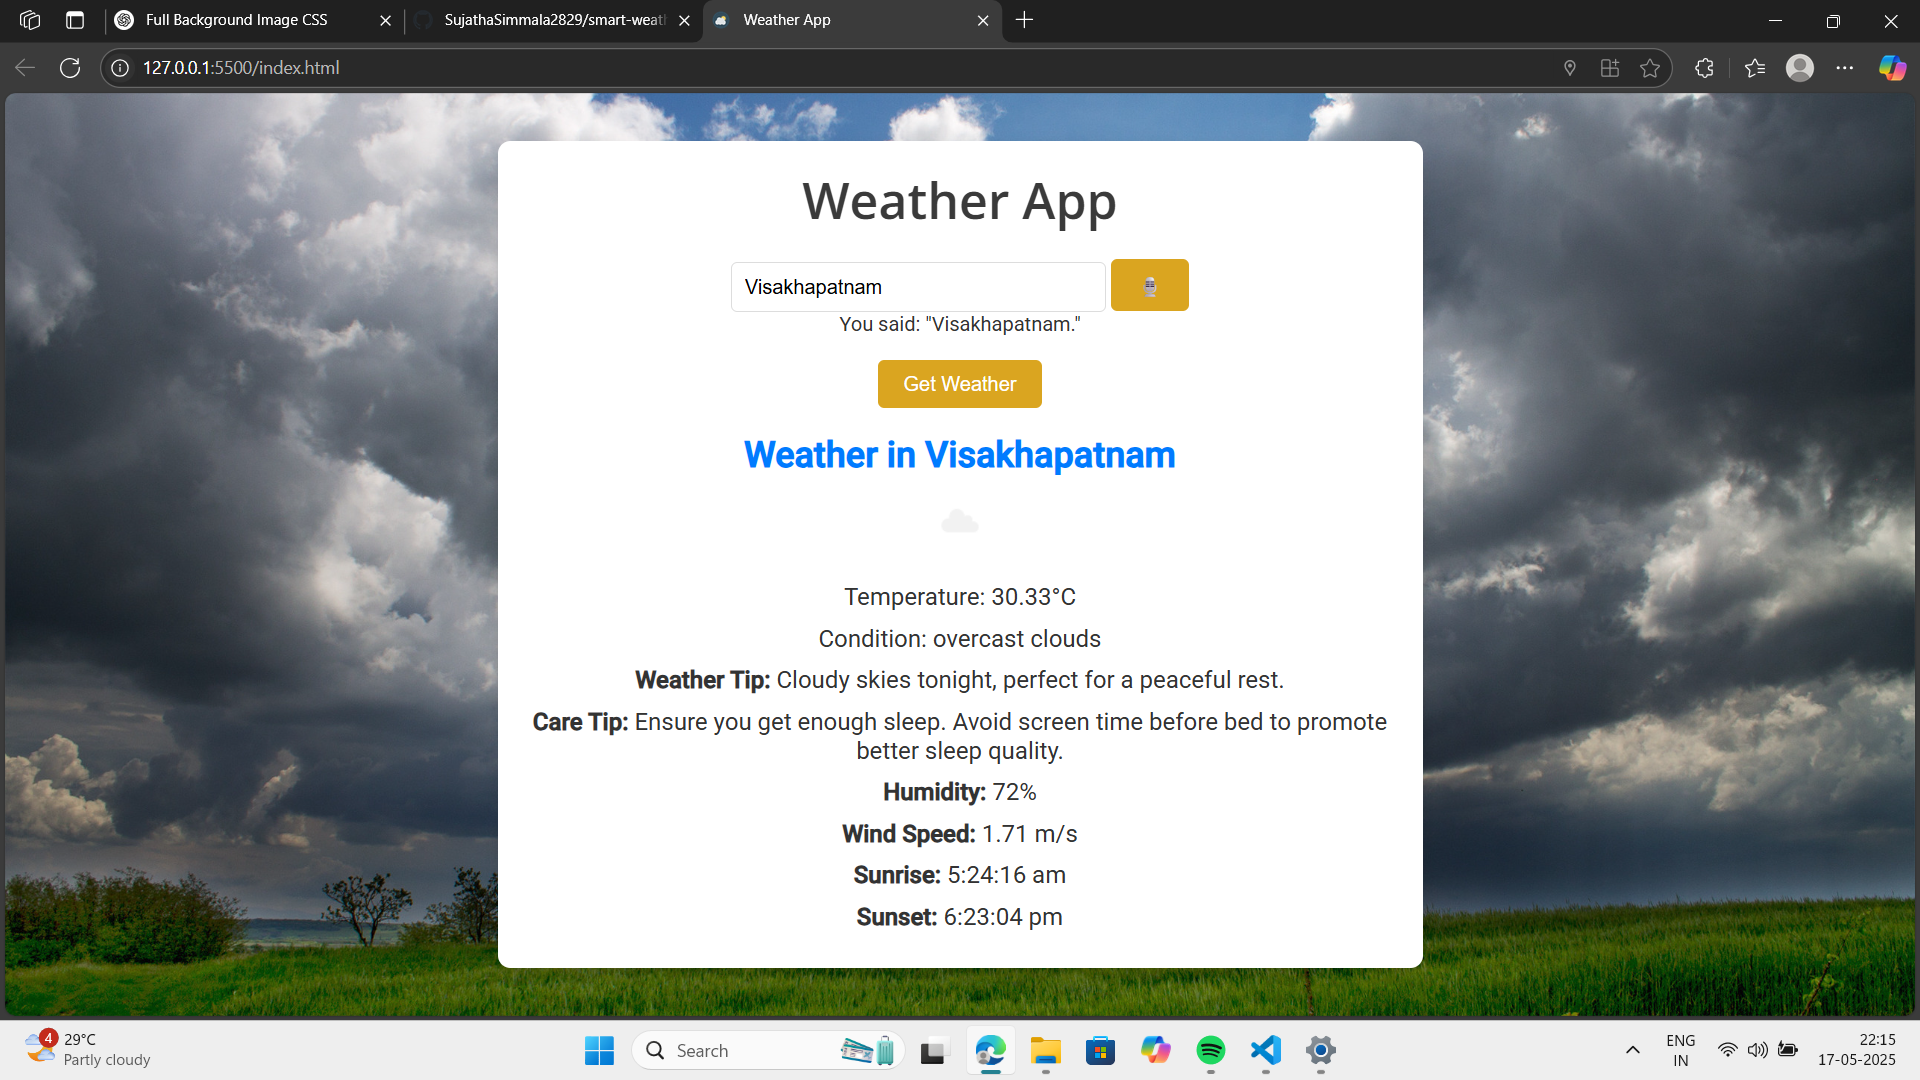 Full Background Image CSS
SujathaSimmala2829/smart-weat
Weather App
127.0.0.1:5500/index.html
Weather App
Visakhapatnam
You said: "Visakhapatnam."
Get Weather
Weather in Visakhapatnam
Temperature: 30.33°C
Condition: overcast clouds
Weather Tip: Cloudy skies tonight, perfect for a peaceful rest.
Care Tip: Ensure you get enough sleep. Avoid screen time before bed to promote
better sleep quality.
Humidity: 72%
Wind Speed: 1.71 m/s
Sunrise: 5:24:16 am
Sunset: 6:23:04 pm
4
29°C
Partly cloudy
Search
ENG
IN
22:15
17-05-2025